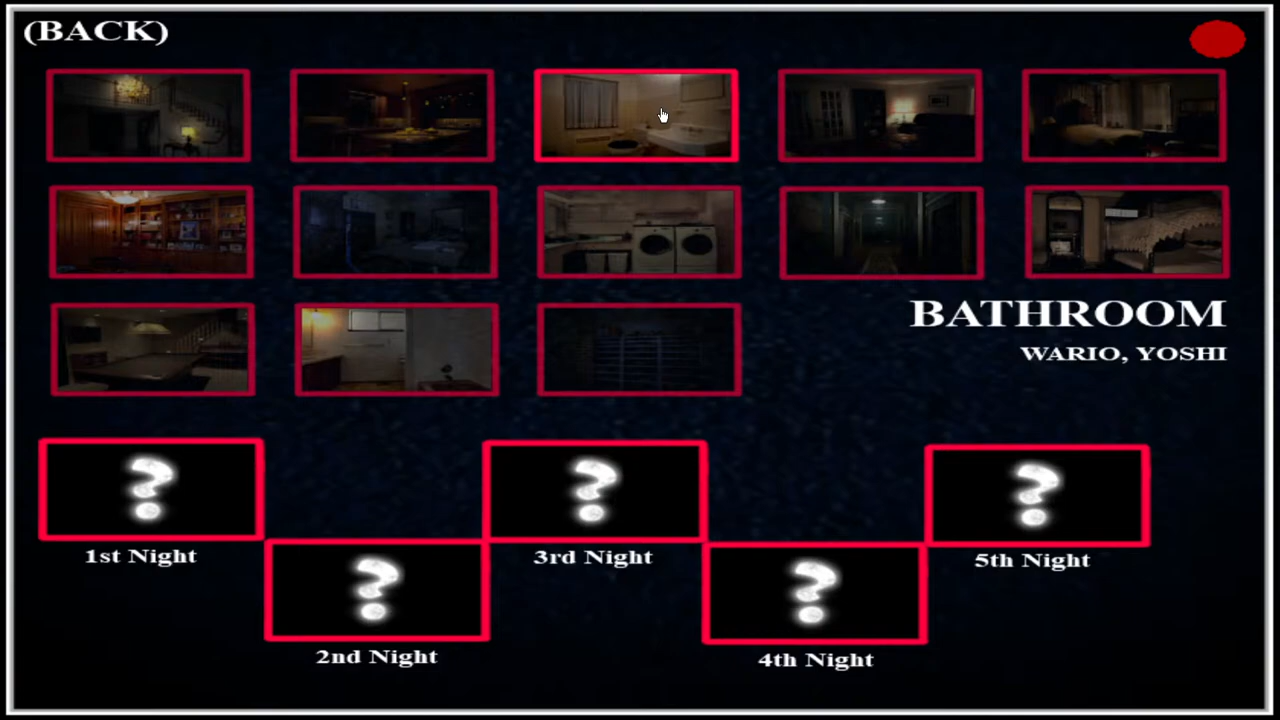 (BACK)
BATHROOM
WARIO, YOSHI
1st Night
3rd Night
5th Night
2nd Night
4th Night